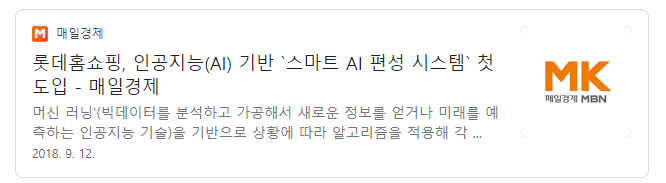 매일경제
롯데홈쇼핑, 인공지능(AI) 기반 `스마트 AI 편성 시스템` 첫
도입 - 매일경제
머신 러닝'(빅데이터를 분석하고 가공해서 새로운 정보를 얻거나 미래를 예
측하는 인공지능 기술)을 기반으로 상황에 따라 알고리즘을 적용해 각 ...
2018. 9. 12.
MK
매일경제 MBN